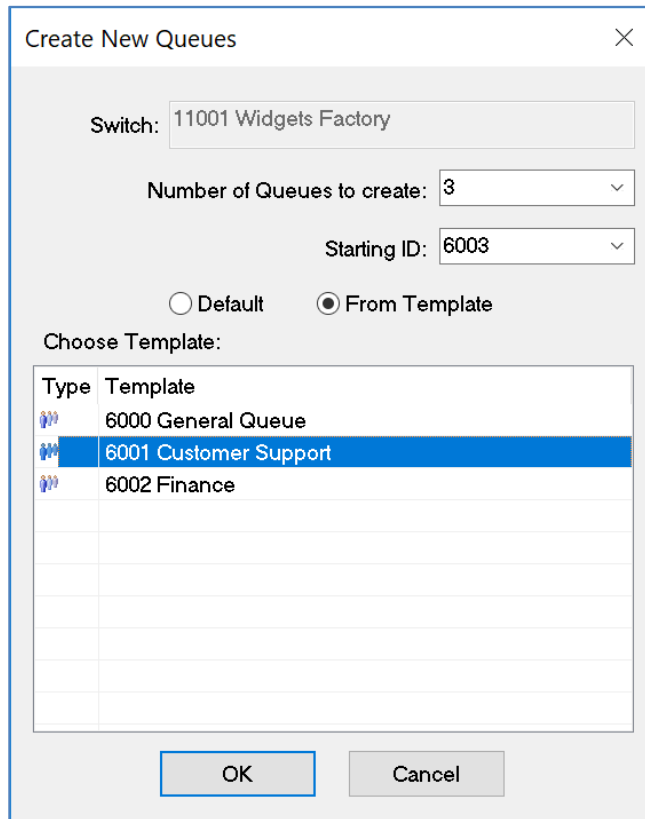 Create New Queues
Switch: 11001 Widgets Factory
Number of Queues to create: 3
Starting ID: 6003
Default From Template
Choose Template:
Type Template
6000 General Queue
6001 Customer Support
6002 Finance
OK Cancel